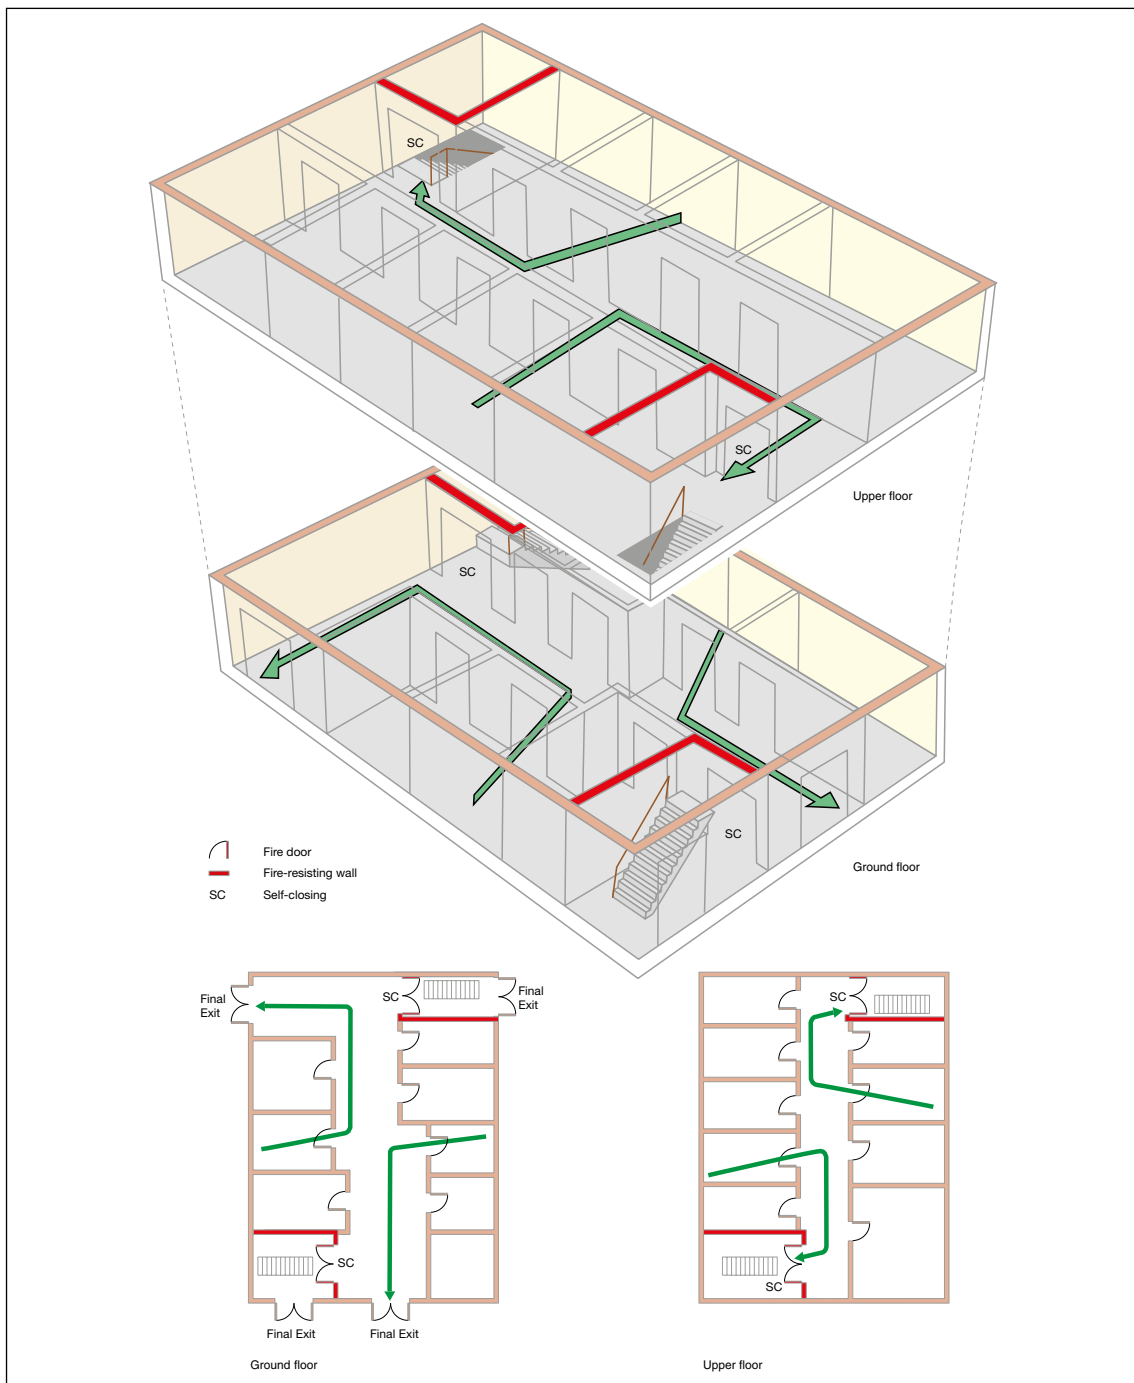 SC
SC
Upper floor
SC
SC
Ground floor
Fire door
Fire-resisting wall
SC
Self-closing
Final
Exit
SC
Final
Exit
SC
SC
SC
Final Exit
Final Exit
Ground floor
Upper floor